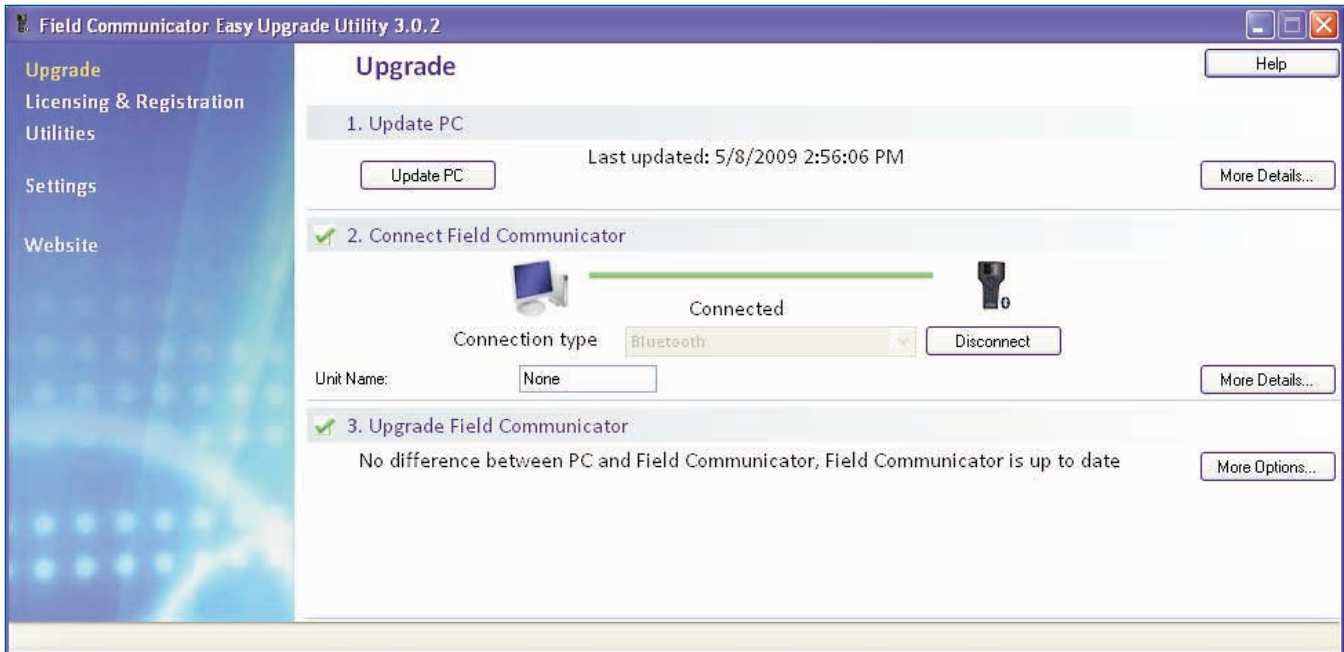 Field Communicator Easy Upgrade Utility 3.0.2
Upgrade
Licensing & Registration
Utilities
Settings
Website
Upgrade
Help
1. Update PC
Last updated: 5/8/2009 2:56:06 PM
Update PC
More Details...
2. Connect Field Communicator
Connected
Connection type
Bluetooth
Disconnect
Unit Name:
None
More Details...
3. Upgrade Field Communicator
No difference between PC and Field Communicator, Field Communicator is up to date
More Options...